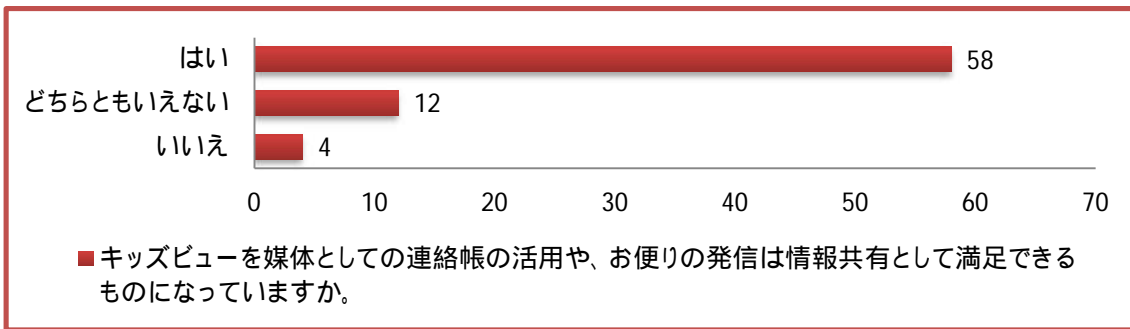 はい 58
どちらともいえない 12
いいえ 4
0 10 20 30 40 50 60 70
キッズビューを媒体としての連絡帳の活用や、お便りの発信は情報共有として満足できる
ものになっていますか。